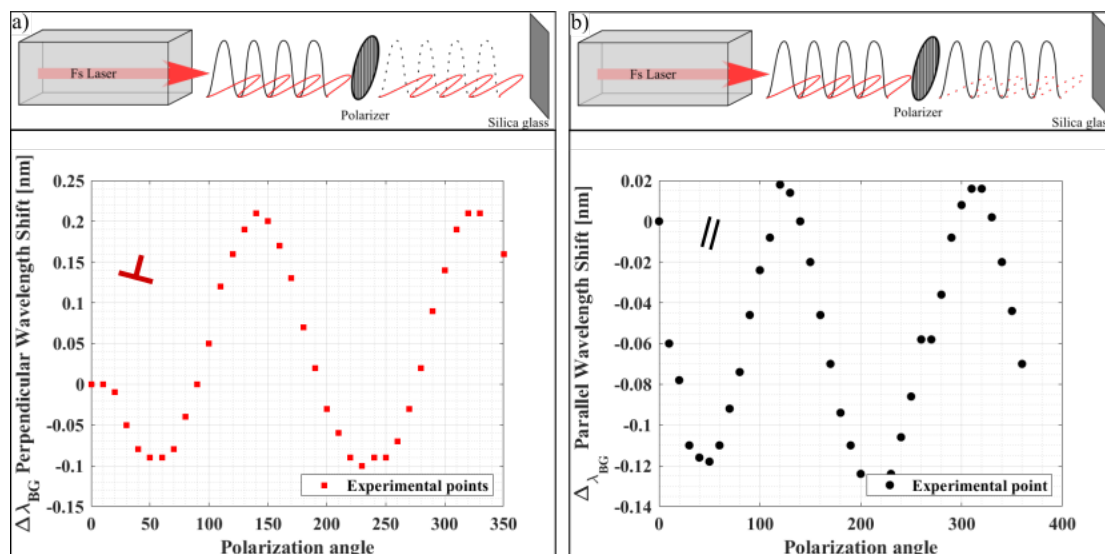 a)
Fs Laser
Polarizer
Silica glass
Δλ_BG Perpendicular Wavelength Shift [nm]
0.25
0.2
0.15
0.1
0.05
0
-0.05
-0.1
-0.15
Experimental points
0 50 100 150 200 250 300 350
Polarization angle
b)
Fs Laser
Polarizer
Silica glass
Δ_λ_BG Parallel Wavelength Shift [nm]
0.02
0
-0.02
-0.04
-0.06
-0.08
-0.1
-0.12
-0.14
//
Experimental point
0 100 200 300 400
Polarization angle